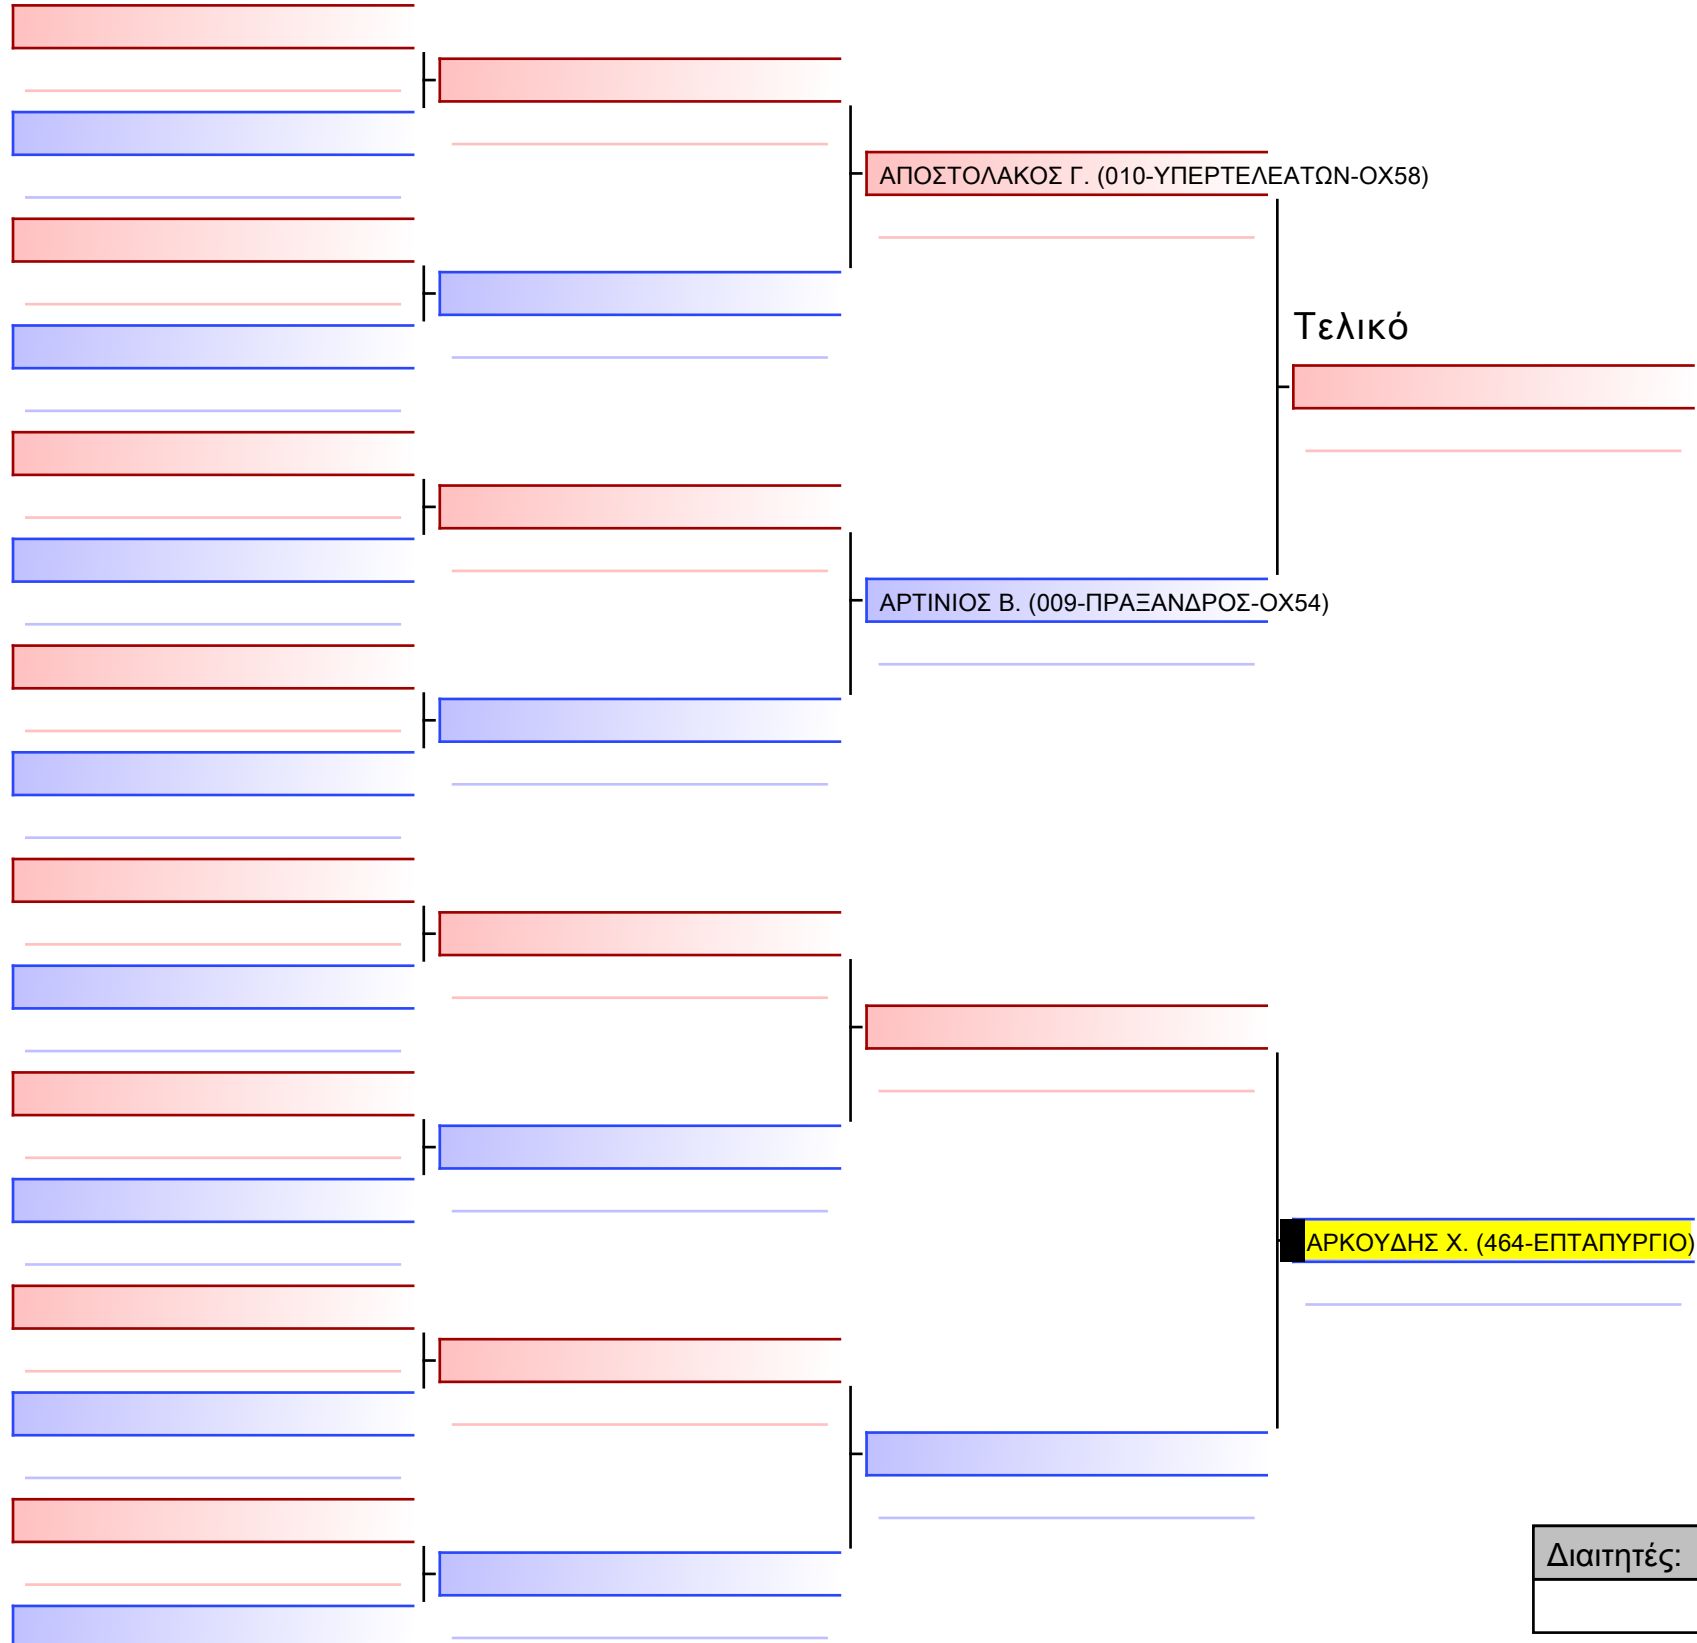 ΑΠΟΣΤΟΛΑΚΟΣ Γ. (010-ΥΠΕΡΤΕΛΕΑΤΩΝ-ΟΧ58)
Τελικό
ΑΡΤΙΝΙΟΣ Β. (009-ΠΡΑΞΑΝΔΡΟΣ-ΟΧ54)
ΑΡΚΟΥΔΗΣ Χ. (464-ΕΠΤΑΠΥΡΓΙΟ)
Διαιτητές: